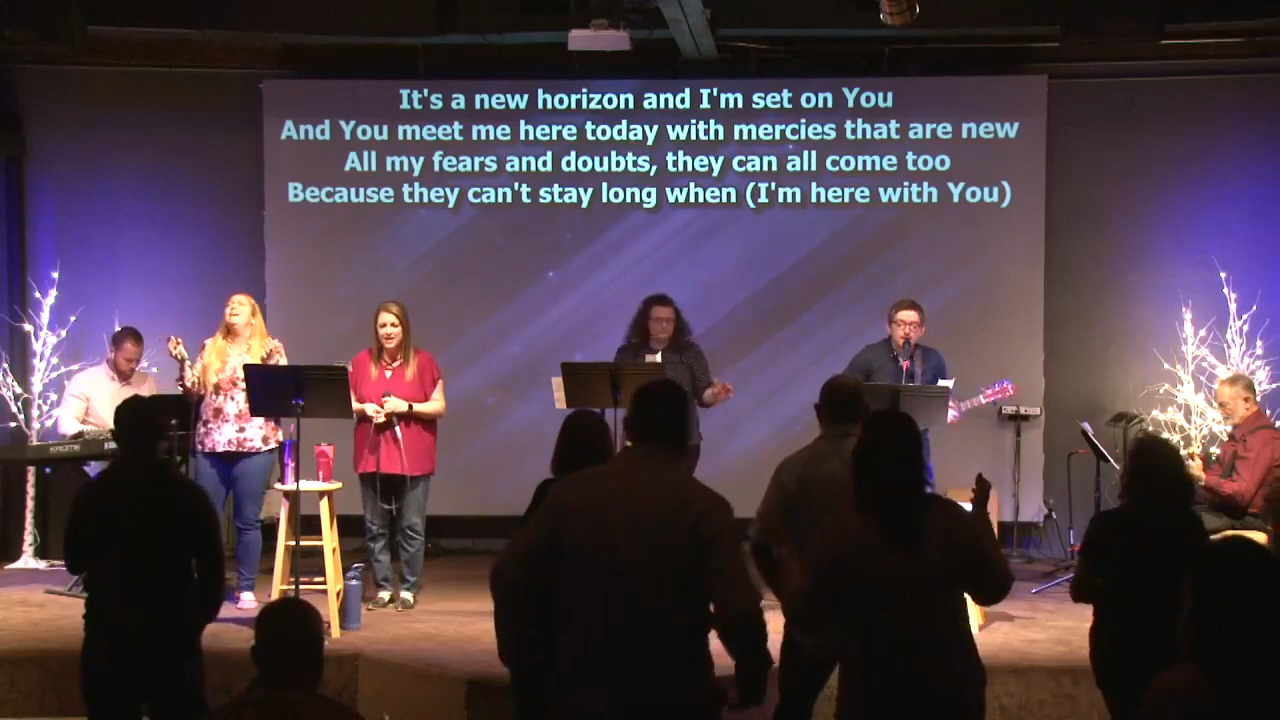 It's a new horizon and I'm set on You
And You meet me here today with mercies that are new
All my fears and doubts, they can all come too
Because they can't stay long when (I'm here with You)